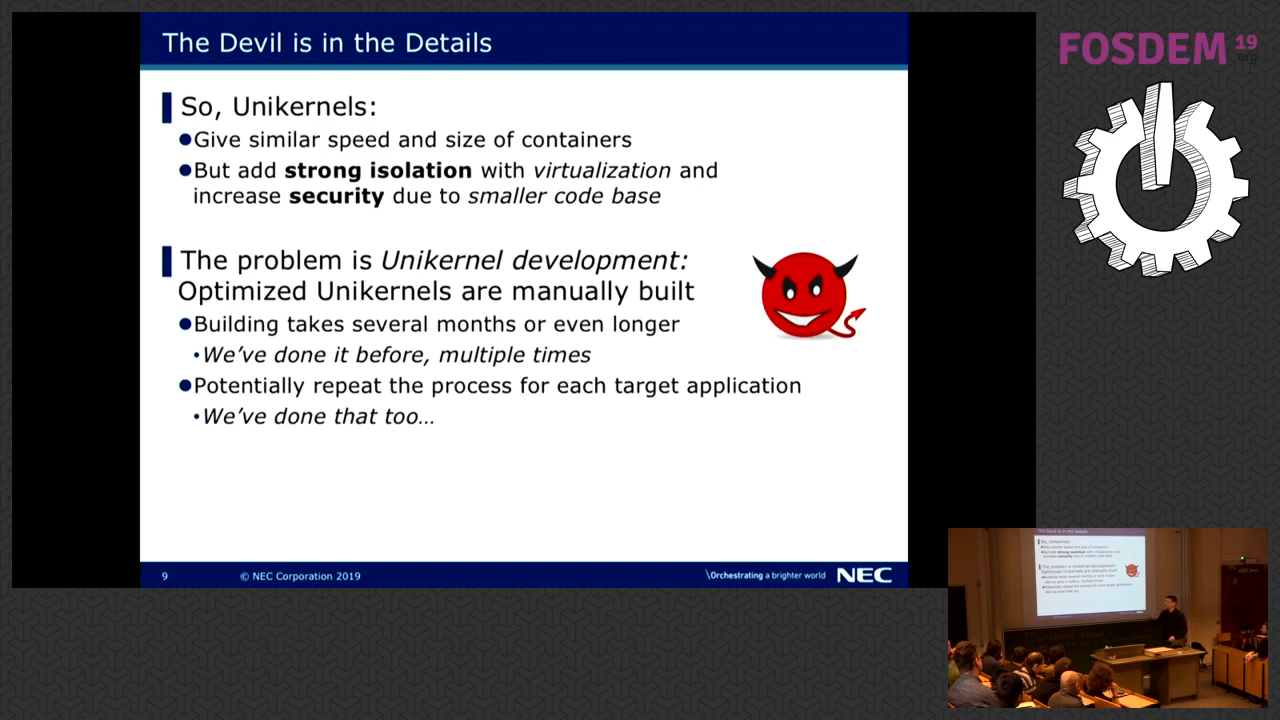 The Devil is in the Details
So, Unikernels:
●Give similar speed and size of containers
●But add strong isolation with virtualization and
increase security due to smaller code base
The problem is Unikernel development:
Optimized Unikernels are manually built
●Building takes several months or even longer
•We've done it before, multiple times
●Potentially repeat the process for each target application
•We've done that too…
9
© NEC Corporation 2019
\Orchestrating a brighter world
NEC
FOSDEM 19
.org